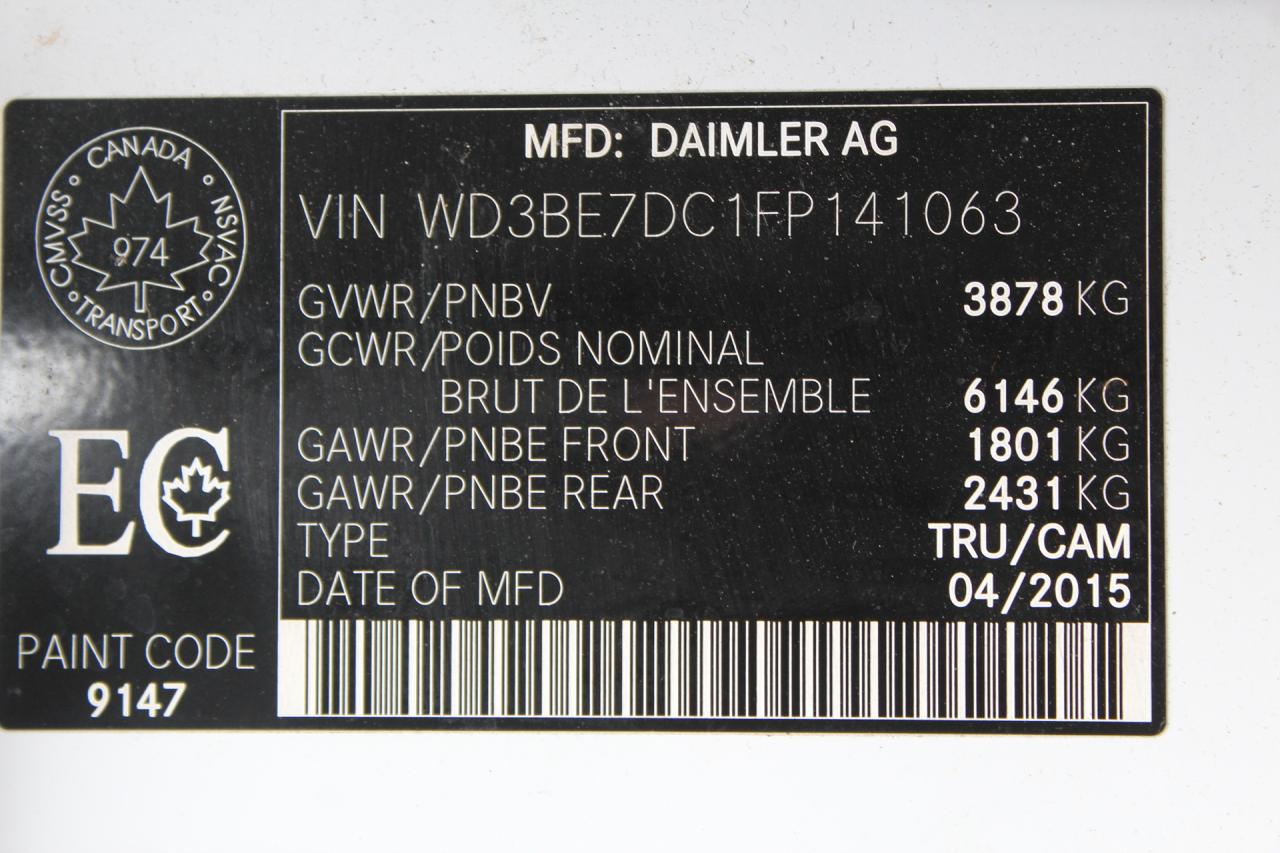 MFD: DAIMLER AG
VIN WD3BE7DC1FP141063
GVWR/PNBV 3878 KG
GCWR/POIDS NOMINAL
BRUT DE L'ENSEMBLE 6146 KG
GAWR/PNBE FRONT 1801 KG
GAWR/PNBE REAR 2431 KG
TYPE TRU/CAM
DATE OF MFD 04/2015
CANADA
CMVSS
NSVAC
974
TRANSPORT
EC
PAINT CODE
9147